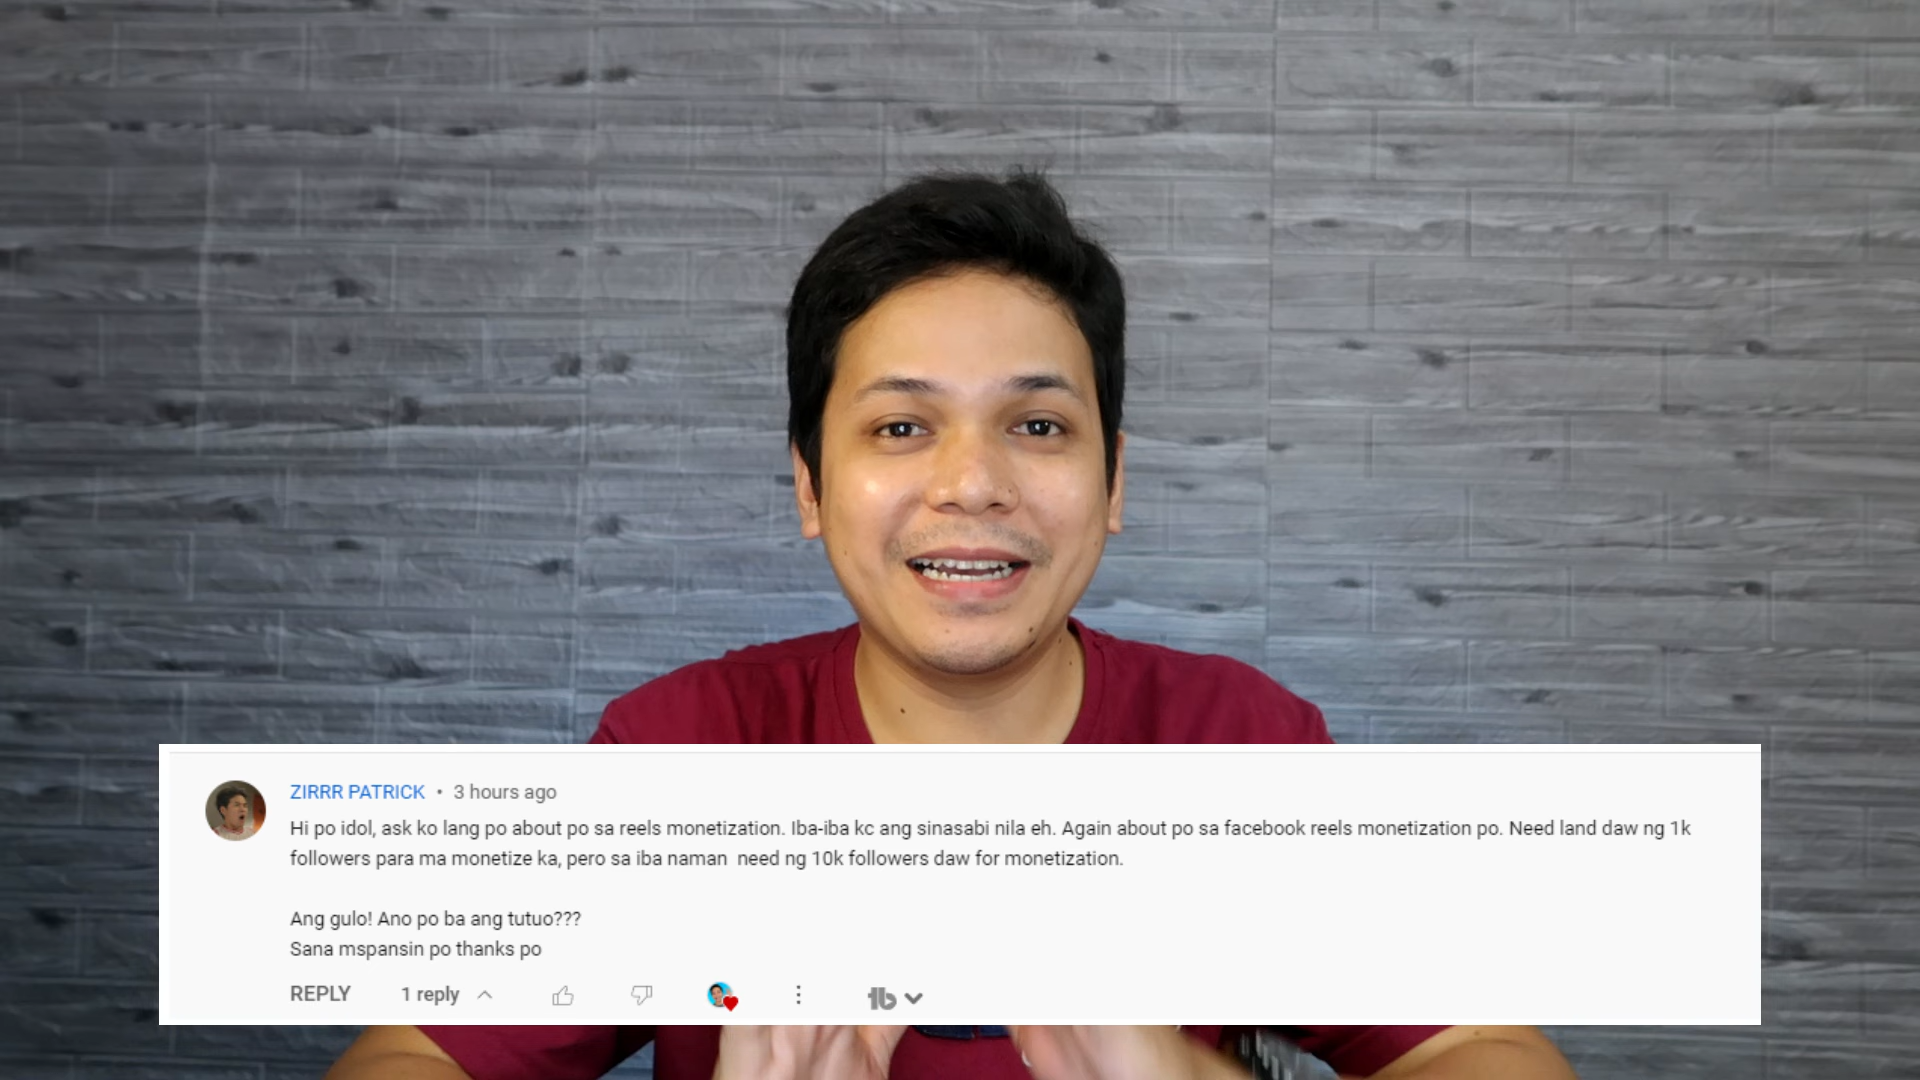 ZIRRR PATRICK • 3 hours ago
Hi po idol, ask ko lang po about po sa reels monetization. Iba-iba kc ang sinasabi nila eh. Again about po sa facebook reels monetization po. Need land daw ng 1k
followers para ma monetize ka, pero sa iba naman  need ng 10k followers daw for monetization.
Ang gulo! Ano po ba ang tutuo???
Sana mspansin po thanks po
REPLY 1 reply